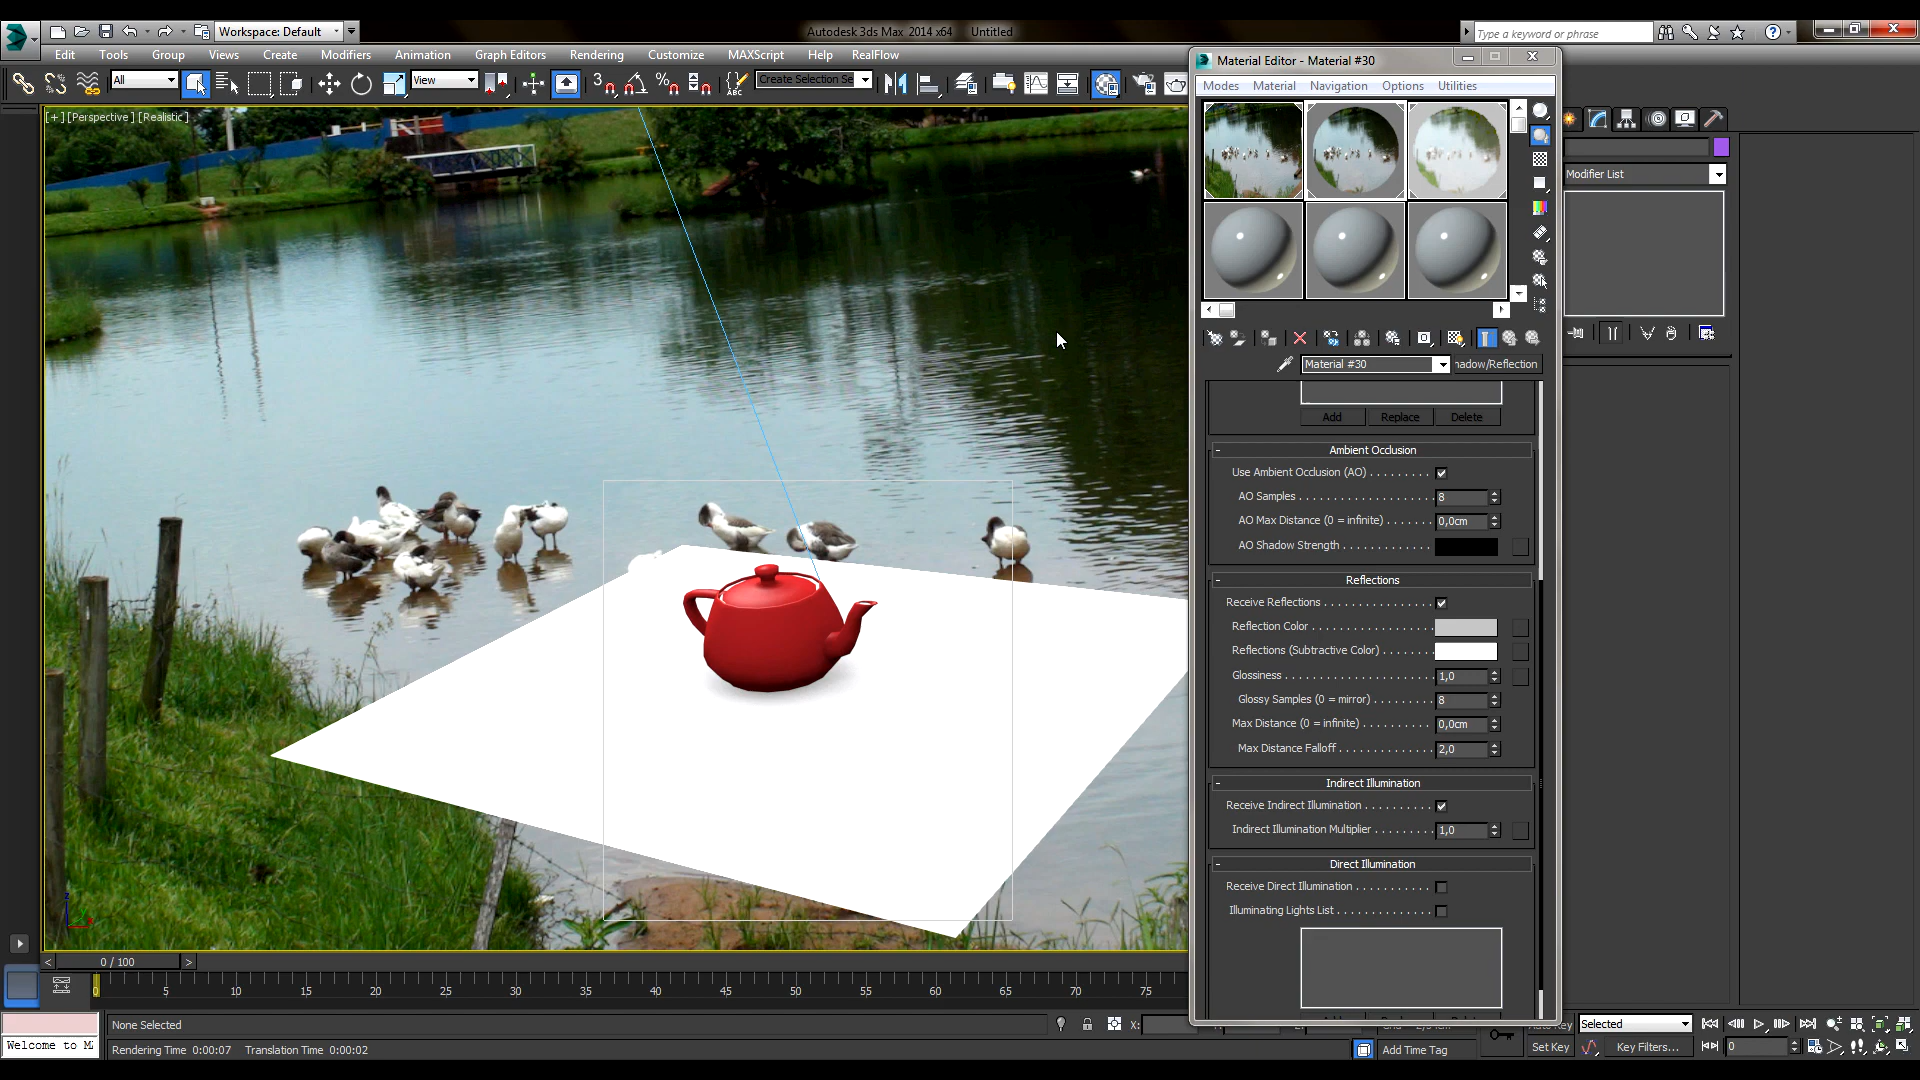 Workspace: Default
Autodesk 3ds Max 2014 x64 Untitled
Type a keyword or phrase
Edit Tools Group Views Create Modifiers Animation Graph Editors Rendering Customize MAXScript Help RealFlow
All
View
3
ABC
Create Selection Se
[+] [Perspective] [Realistic]
Material Editor - Material #30
Modes Material Navigation Options Utilities
Modifier List
Material #30
hadow/Reflection
Add Replace Delete
Ambient Occlusion
Use Ambient Occlusion (AO)
AO Samples 8
AO Max Distance (0 = infinite) 0,0cm
AO Shadow Strength
Reflections
Receive Reflections
Reflection Color
Reflections (Subtractive Color)
Glossiness 1,0
Glossy Samples (0 = mirror) 8
Max Distance (0 = infinite) 0,0cm
Max Distance Falloff 2,0
Indirect Illumination
Receive Indirect Illumination
Indirect Illumination Multiplier 1,0
Direct Illumination
Receive Direct Illumination
Illuminating Lights List
z
x
< 0 / 100 >
0 5 10 15 20 25 30 35 40 45 50 55 60 65 70 75
None Selected
X:
Auto Key
Selected
Welcome to M
Rendering Time 0:00:07 Translation Time 0:00:02
Add Time Tag
Set Key
Key Filters...
0